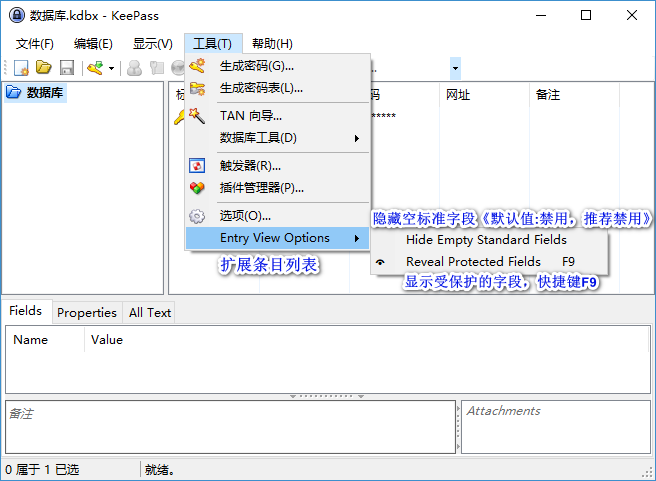 数据库.kdbx - KeePass
文件(F) 编辑(E) 显示(V) 工具(T) 帮助(H)
数据库
码 网址 备注
*****
生成密码(G)...
生成密码表(L)...
TAN 向导...
数据库工具(D)
触发器(R)...
插件管理器(P)...
选项(O)...
Entry View Options
隐藏空标准字段《默认值:禁用，推荐禁用》
Hide Empty Standard Fields
Reveal Protected Fields F9
扩展条目列表
显示受保护的字段，快捷键F9
Fields Properties All Text
Name Value
备注
Attachments
0 属于 1 已选 就绪。